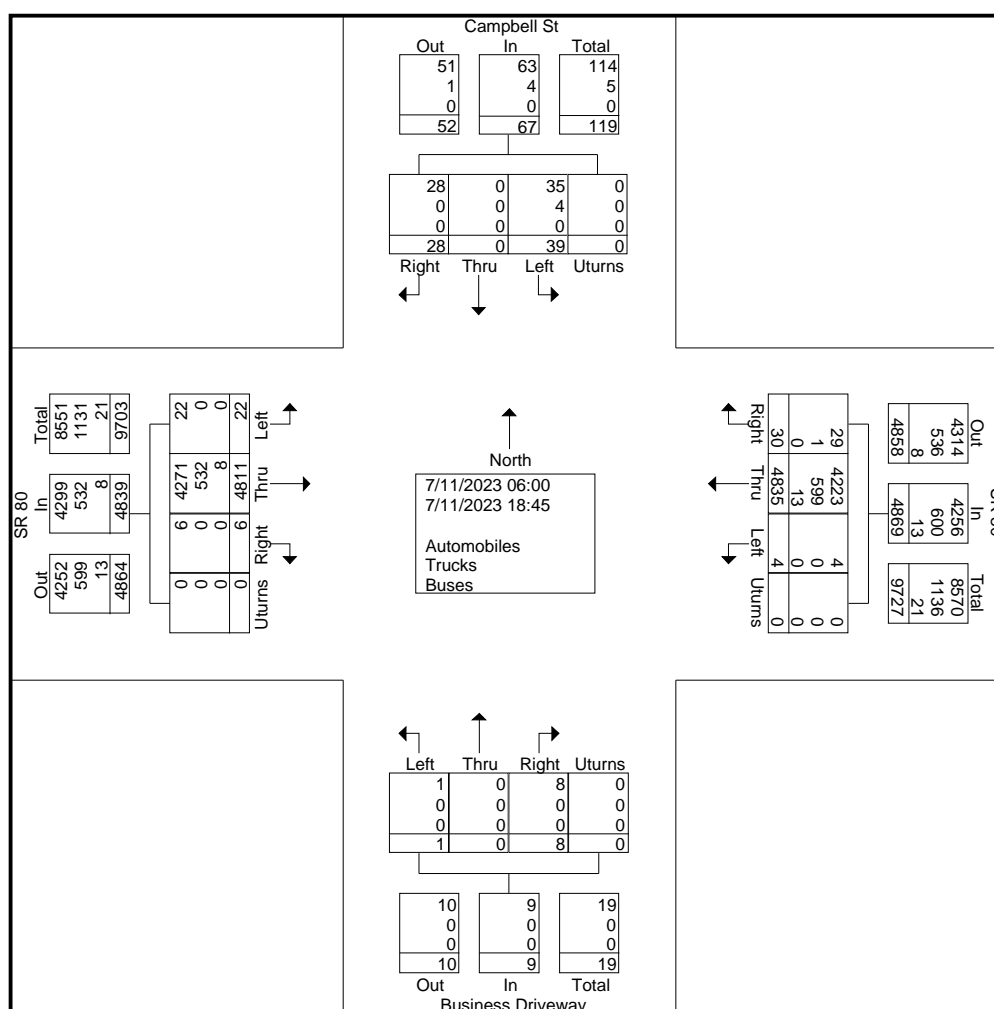 Campbell St
Out In Total
51 63 114
1 4 5
0 0 0
52 67 119
28 0 35 0
0 0 4 0
0 0 0 0
28 0 39 0
Right Thru Left Uturns
SR 80
Total
8551
1131
21
9703
In
4299
532
8
4839
Out
4252
599
13
4864
22
0
0
22
Left
4271
532
8
4811
Thru
6
0
0
6
Right
0
0
0
0
Uturns
North
7/11/2023 06:00
7/11/2023 18:45
Automobiles
Trucks
Buses
Right
29
1
0
30
Thru
4223
599
13
4835
Left
4
0
0
4
Uturns
0
0
0
0
Out
4314
536
8
4858
In
4256
600
13
4869
Total
8570
1136
21
9727
Left Thru Right Uturns
1 0 8 0
0 0 0 0
0 0 0 0
1 0 8 0
10 9 19
0 0 0
0 0 0
10 9 19
Out In Total
Business Driveway